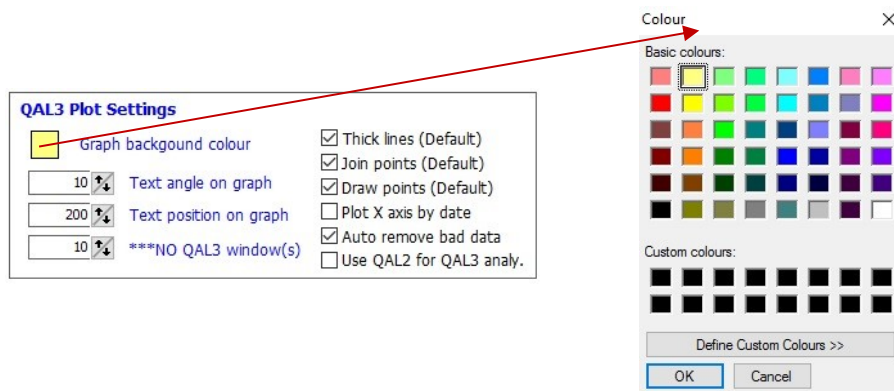 QAL3 Plot Settings
Graph backgound colour
10 Text angle on graph
200 Text position on graph
10 ***NO QAL3 window(s)
Thick lines (Default)
Join points (Default)
Draw points (Default)
Plot X axis by date
Auto remove bad data
Use QAL2 for QAL3 analy.
Colour
Basic colours:
Custom colours:
Define Custom Colours >>
OK Cancel